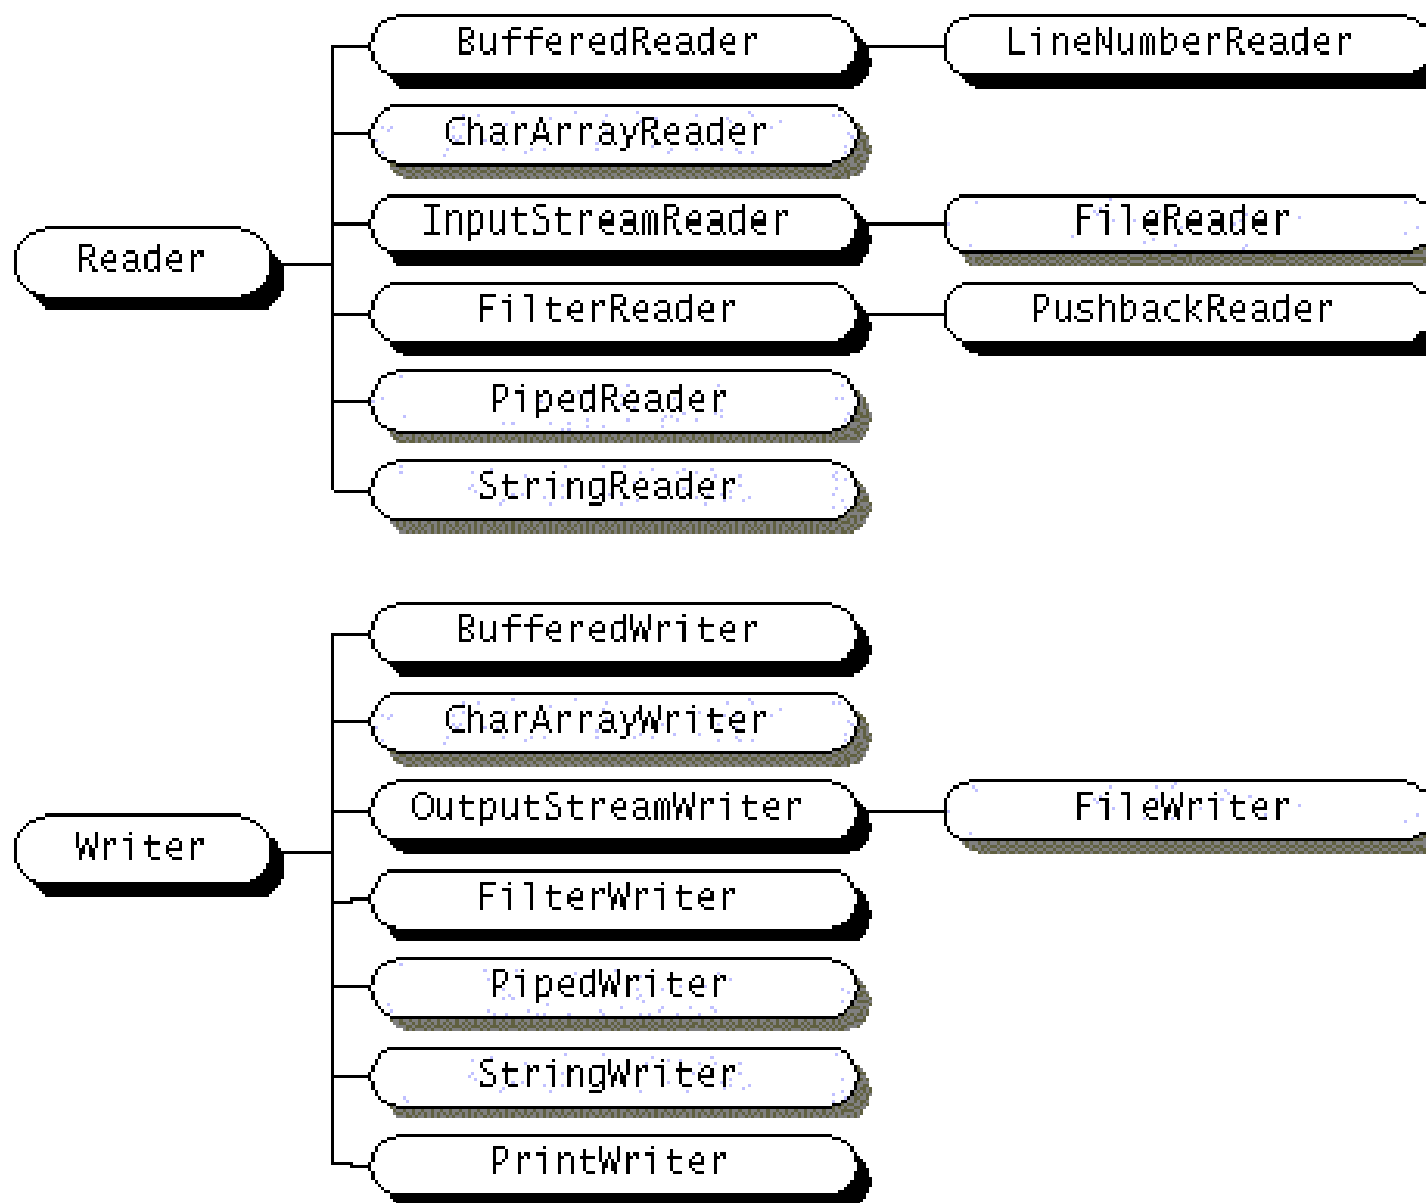 BufferedReader
LineNumberReader
CharArrayReader
InputStreamReader
FileReader
Reader
FilterReader
PushbackReader
PipedReader
StringReader
BufferedWriter
CharArrayWriter
OutputStreamWriter
FileWriter
Writer
FilterWriter
PipedWriter
StringWriter
PrintWriter